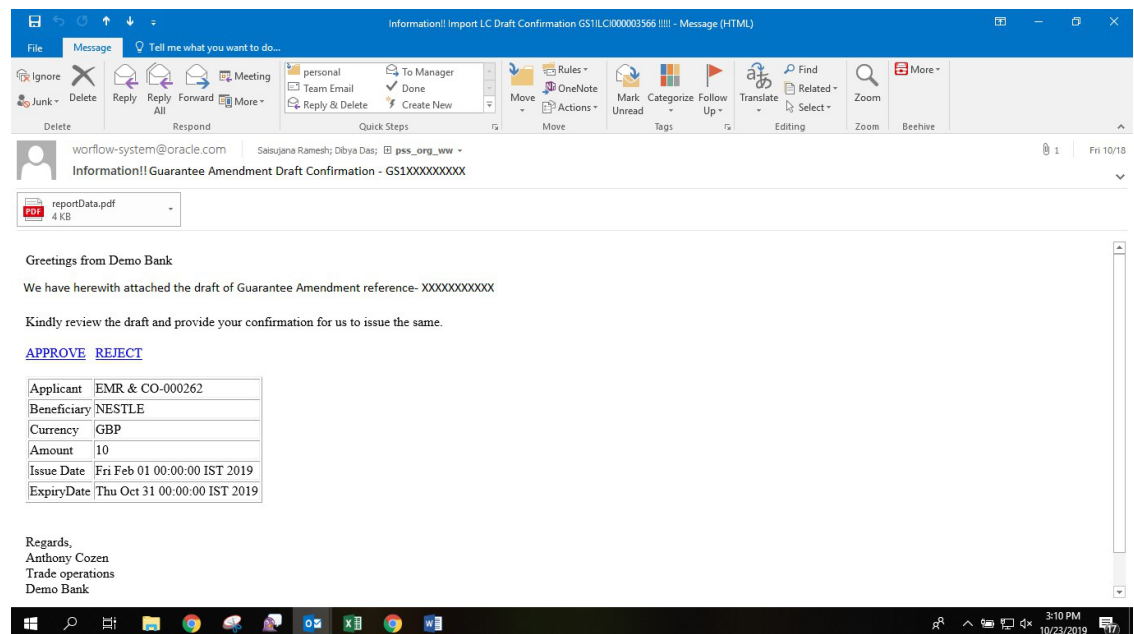 Information!! Import LC Draft Confirmation GS1ILCI000003566 !!!!! - Message (HTML)
File Message Tell me what you want to do...
Ignore
Junk
Delete
Reply
Reply All
Forward
Meeting
More
personal
Team Email
Reply & Delete
To Manager
Done
Create New
Move
Rules
OneNote
Actions
Mark Unread
Categorize
Follow Up
Translate
Find
Related
Select
Zoom
More
Delete Respond Quick Steps Move Tags Editing Zoom Beehive
worflow-system@oracle.com Saisujana Ramesh; Dibya Das; pss_org_ww
1 Fri 10/18
Information!! Guarantee Amendment Draft Confirmation - GS1XXXXXXXXX
PDF
reportData.pdf
4 KB
Greetings from Demo Bank
We have herewith attached the draft of Guarantee Amendment reference- XXXXXXXXXXX
Kindly review the draft and provide your confirmation for us to issue the same.
APPROVE REJECT
Applicant EMR & CO-000262
Beneficiary NESTLE
Currency GBP
Amount 10
Issue Date Fri Feb 01 00:00:00 IST 2019
ExpiryDate Thu Oct 31 00:00:00 IST 2019
Regards,
Anthony Cozen
Trade operations
Demo Bank
3:10 PM
10/23/2019
17